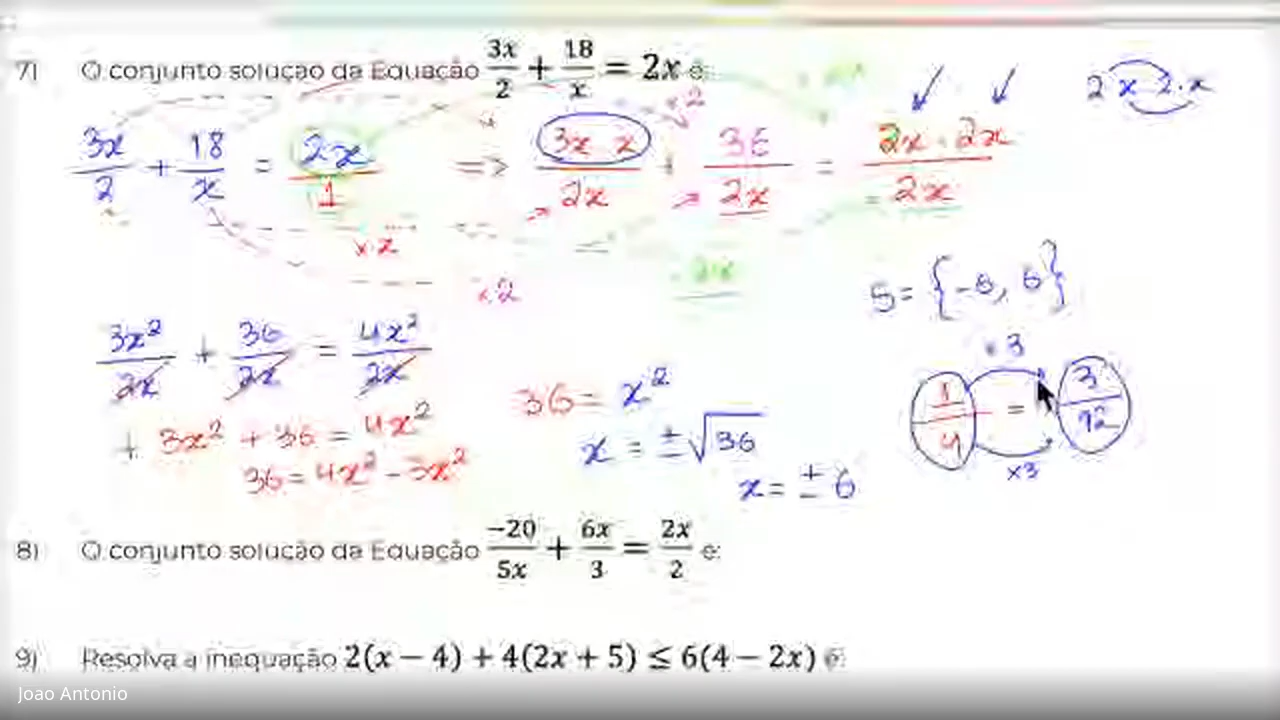 7) O conjunto solução da Equação 3x/2 + 18/x = 2x é:
2x 2·x
3x/2 + 18/x = 2x/1 => 3x x/2x + 36/2x = 2x · 2x/2x
×2
×·x
·2x
×2
S = {-6, 6}
3x²/2x + 36/2x = 4x²/2x
×3
1/4 = 3/12
×3
36 = x²
+ 3x² + 36 = 4x²
x = ±√36
36 = 4x² - 3x²
x = ± 6
8) O conjunto solução da Equação −20/5x + 6x/3 = 2x/2 é:
9) Resolva a inequação 2(x − 4) + 4(2x + 5) ≤ 6(4 − 2x) é:
Joao Antonio